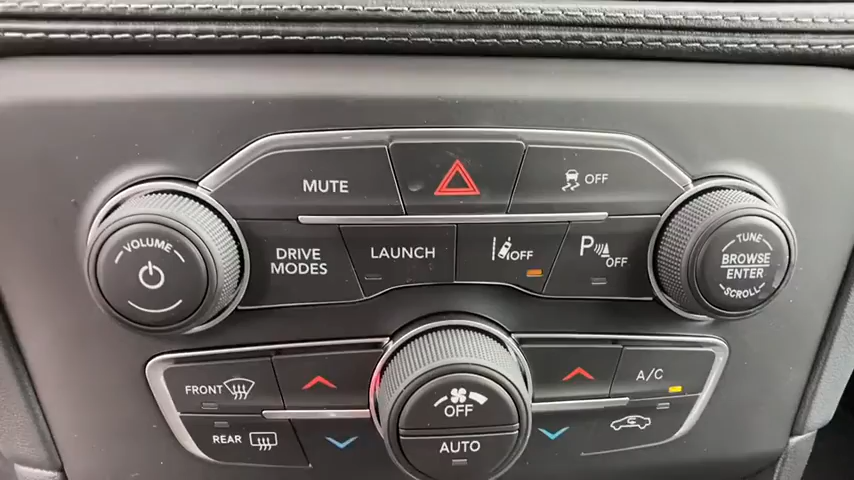 MUTE
OFF
VOLUME
DRIVE
MODES
LAUNCH
OFF
P
OFF
TUNE
BROWSE
ENTER
SCROLL
FRONT
OFF
A/C
REAR
AUTO